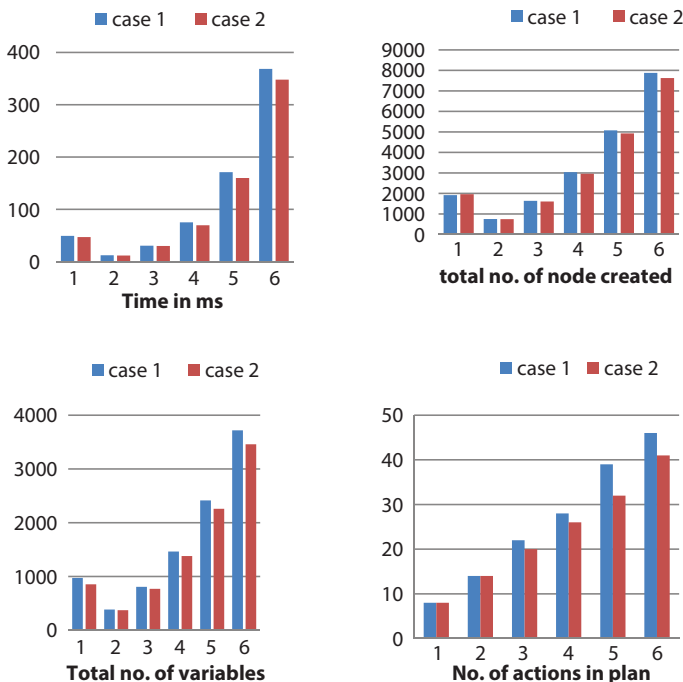 case 1 case 2
400
300
200
100
0
1 2 3 4 5 6
Time in ms
case 1 case 2
9000
8000
7000
6000
5000
4000
3000
2000
1000
0
1 2 3 4 5 6
total no. of node created
case 1 case 2
4000
3000
2000
1000
0
1 2 3 4 5 6
Total no. of variables
case 1 case 2
50
40
30
20
10
0
1 2 3 4 5 6
No. of actions in plan